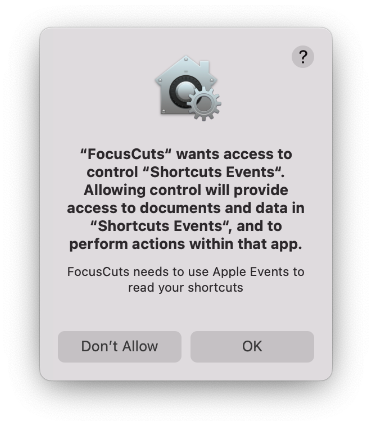 ?
“FocusCuts“ wants access to
control “Shortcuts Events“.
Allowing control will provide
access to documents and data in
“Shortcuts Events“, and to
perform actions within that app.
FocusCuts needs to use Apple Events to
read your shortcuts
Don’t Allow
OK